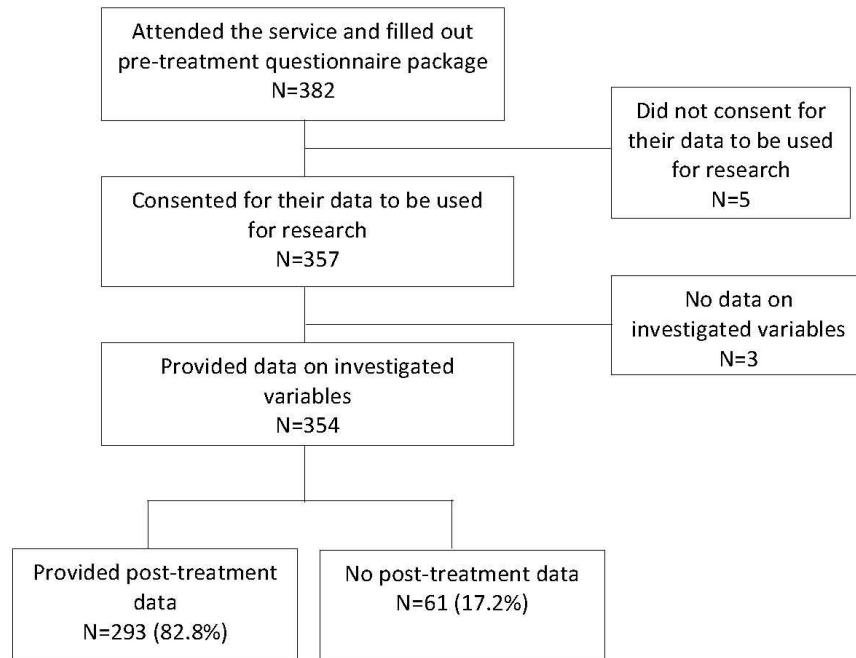 Attended the service and filled out
pre-treatment questionnaire package
N=382
Did not consent for
their data to be used
for research
N=5
Consented for their data to be used
for research
N=357
No data on
investigated variables
N=3
Provided data on investigated
variables
N=354
Provided post-treatment
data
N=293 (82.8%)
No post-treatment data
N=61 (17.2%)